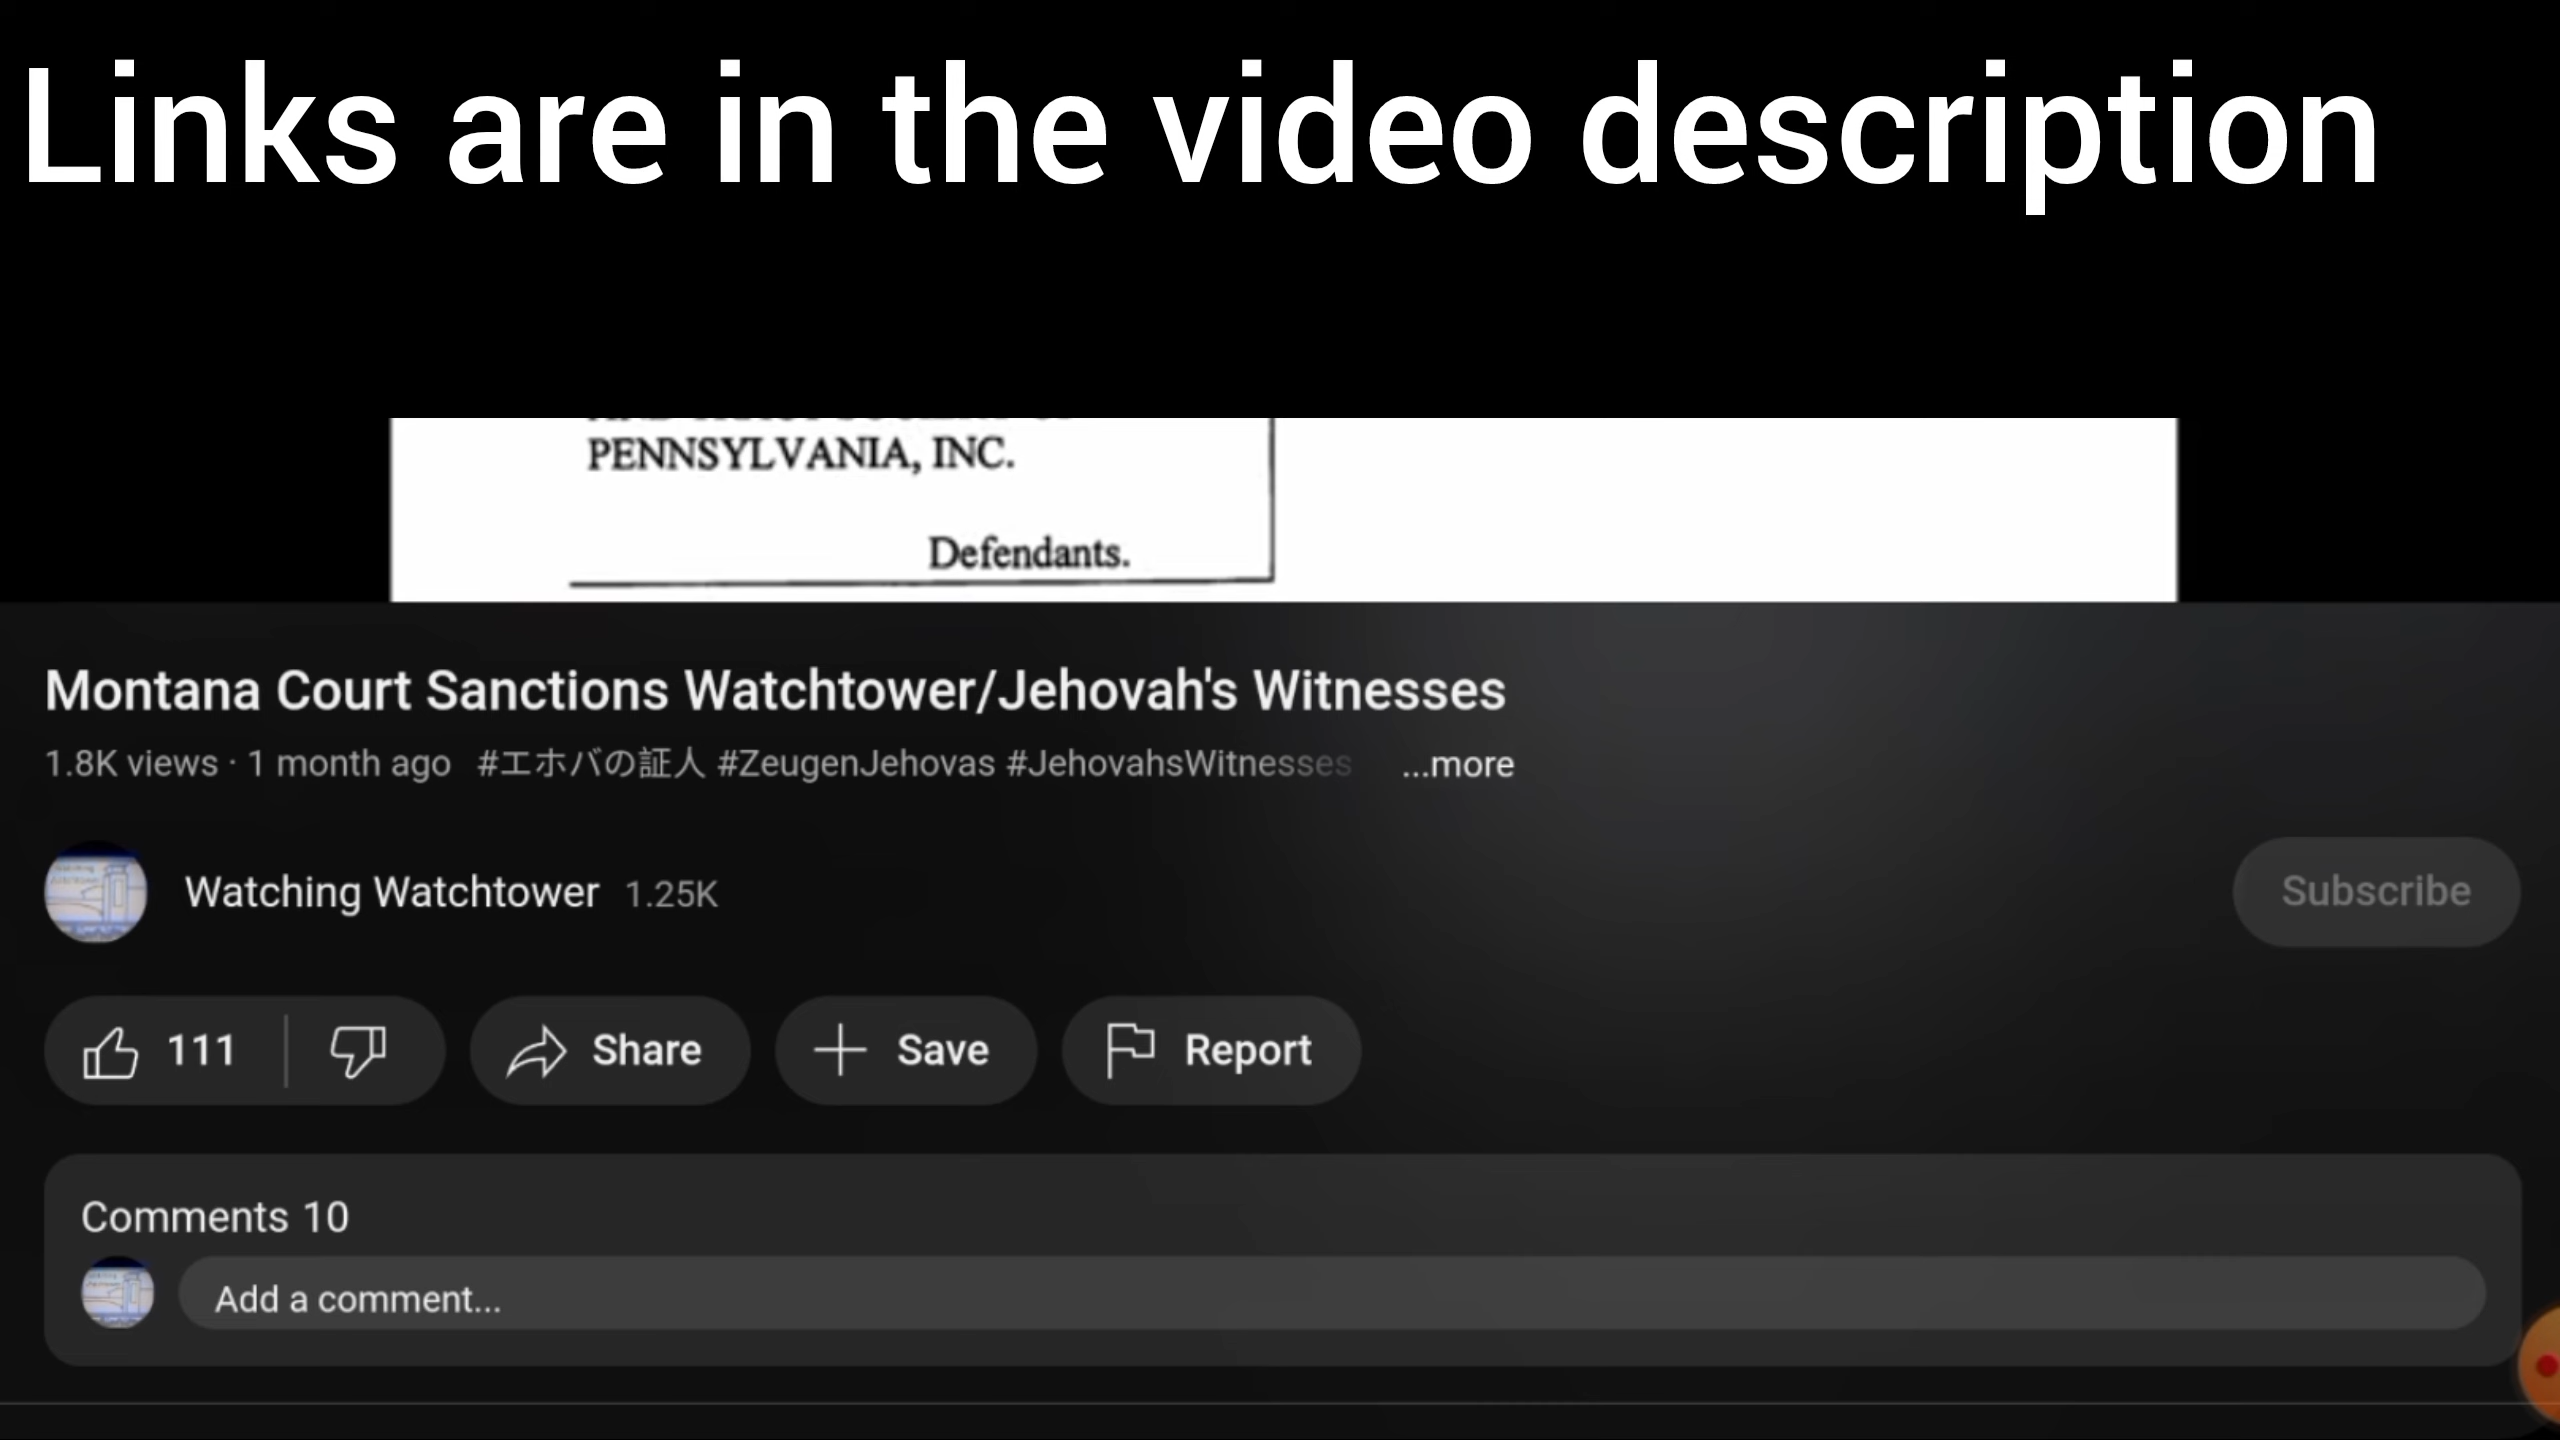 Links are in the video description
PENNSYLVANIA, INC.
Defendants.
Montana Court Sanctions Watchtower/Jehovah's Witnesses
1.8K views · 1 month ago #エホバの証人 #ZeugenJehovas #JehovahsWitnesses ...more
Watching Watchtower 1.25K
Subscribe
111 Share Save Report
Comments 10
Add a comment...